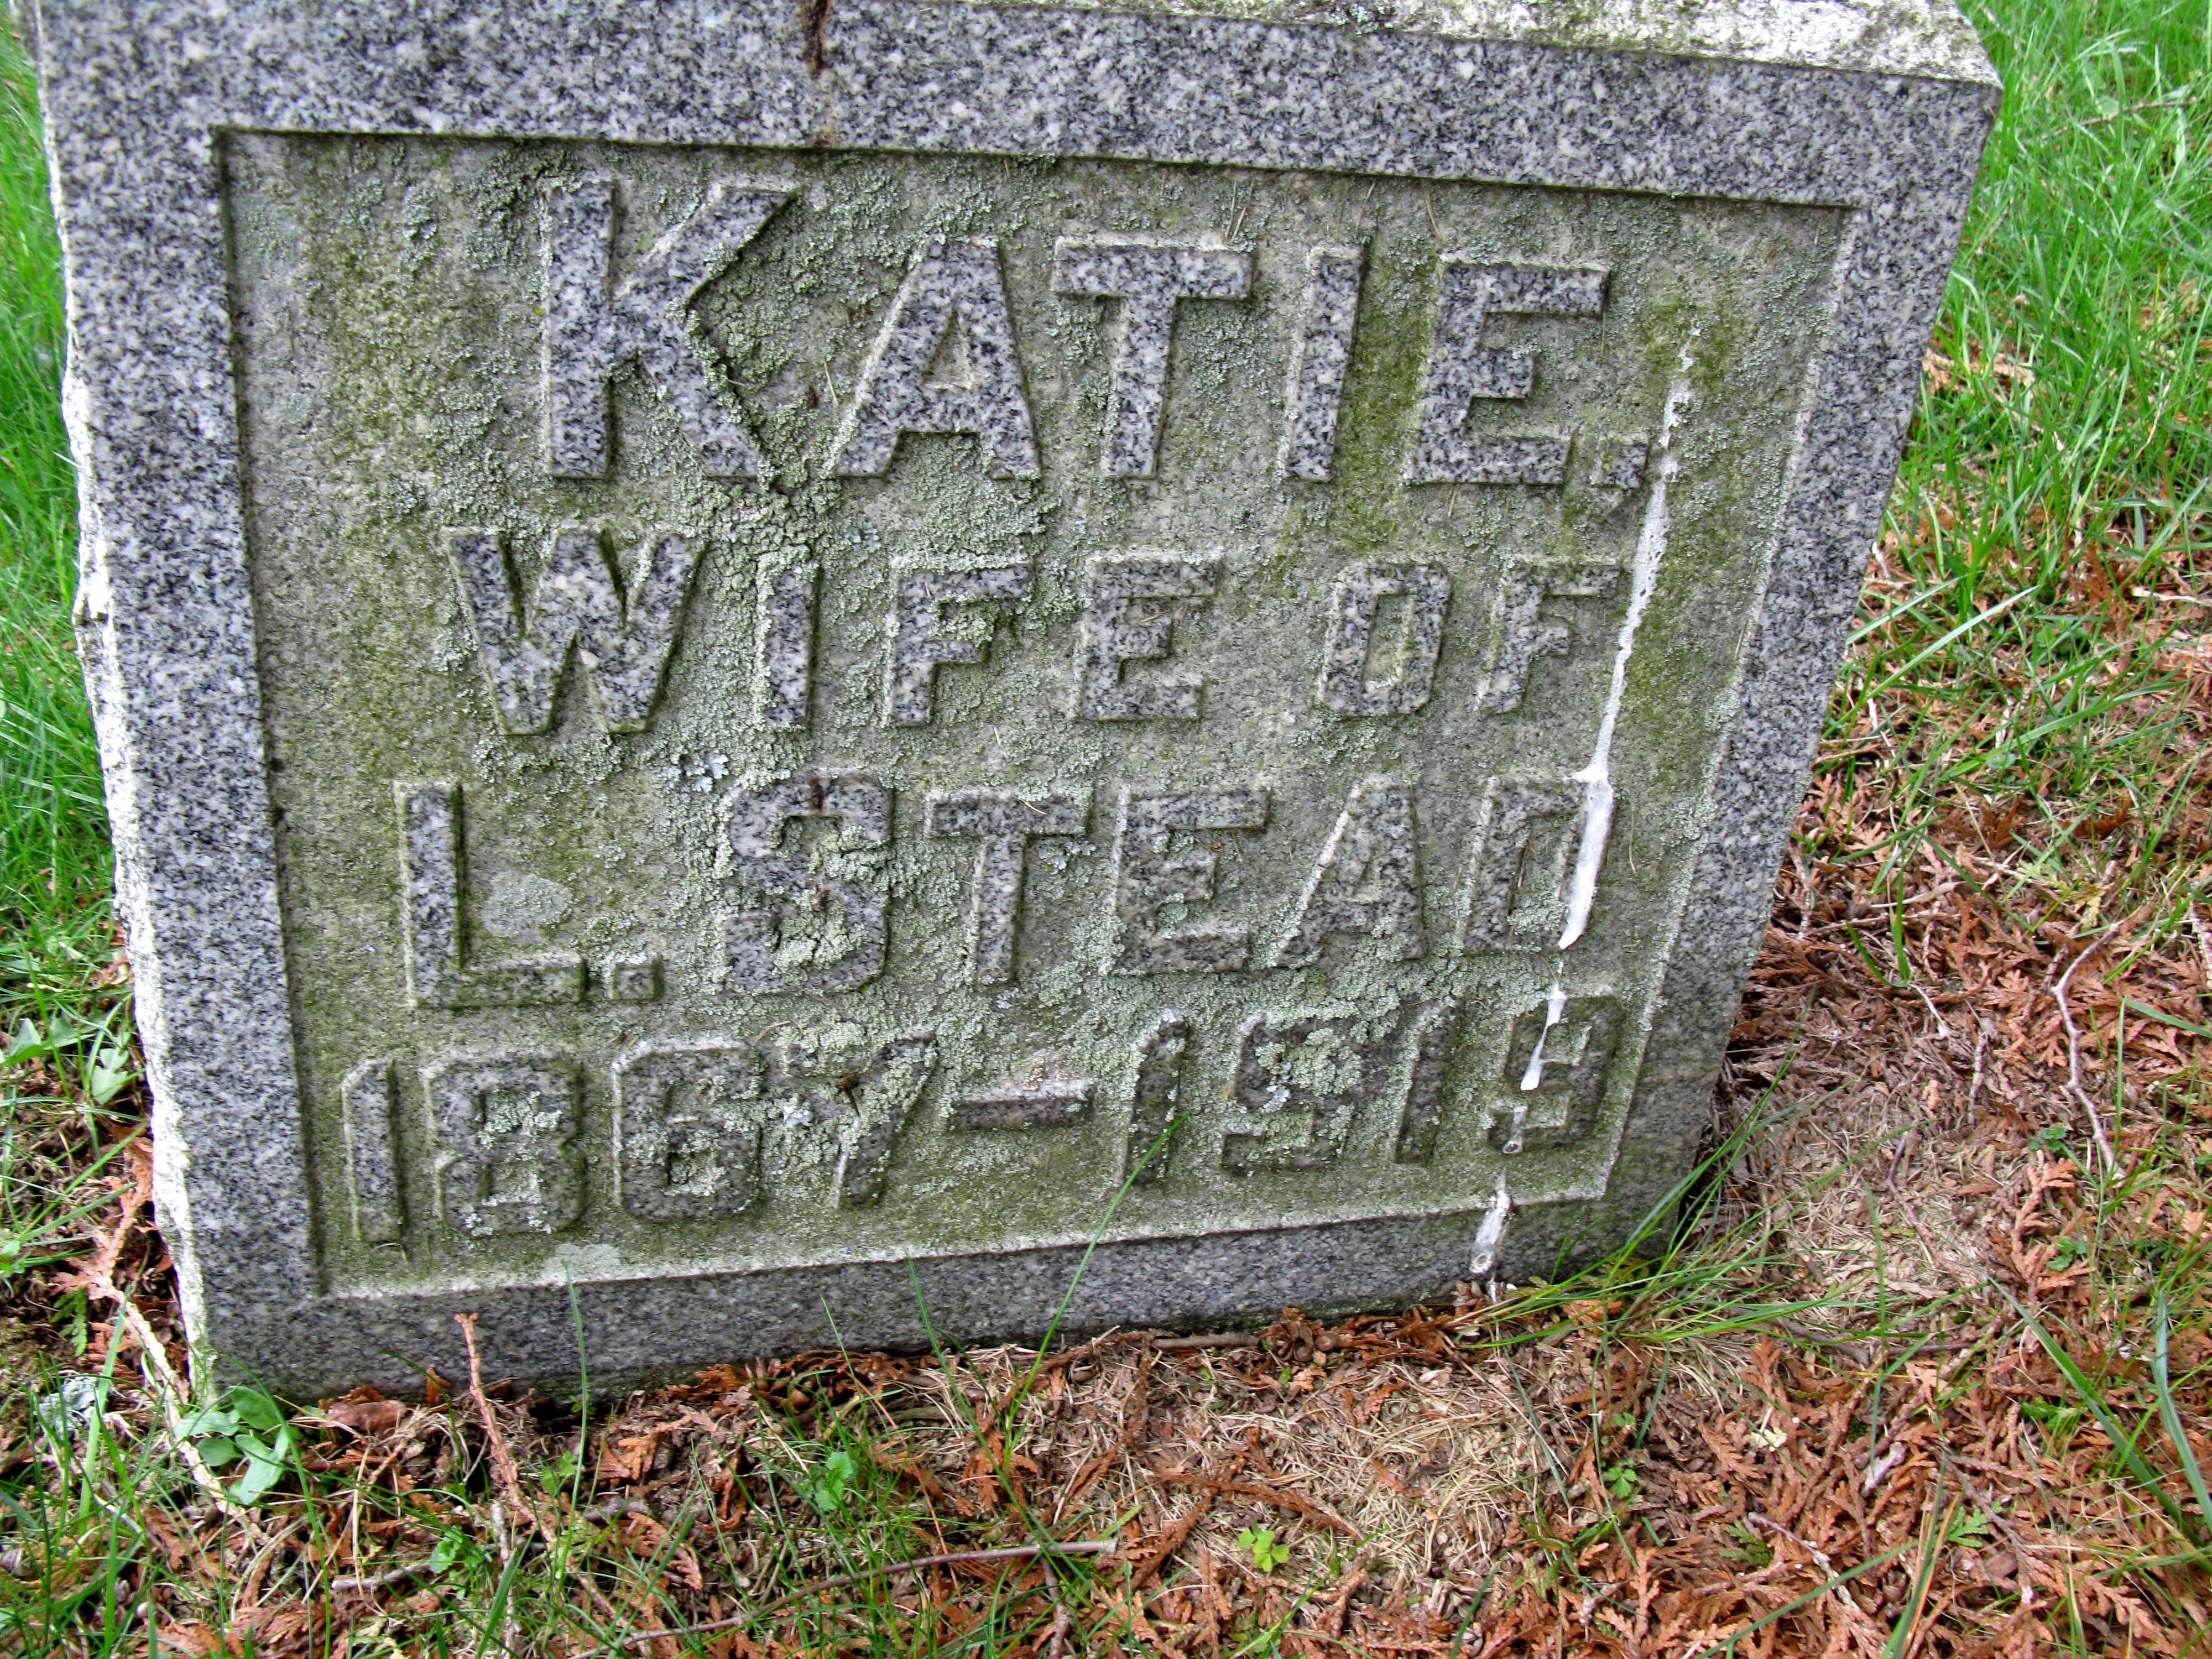 KATIE,
WIFE OF
L. STEAD
1867-1919